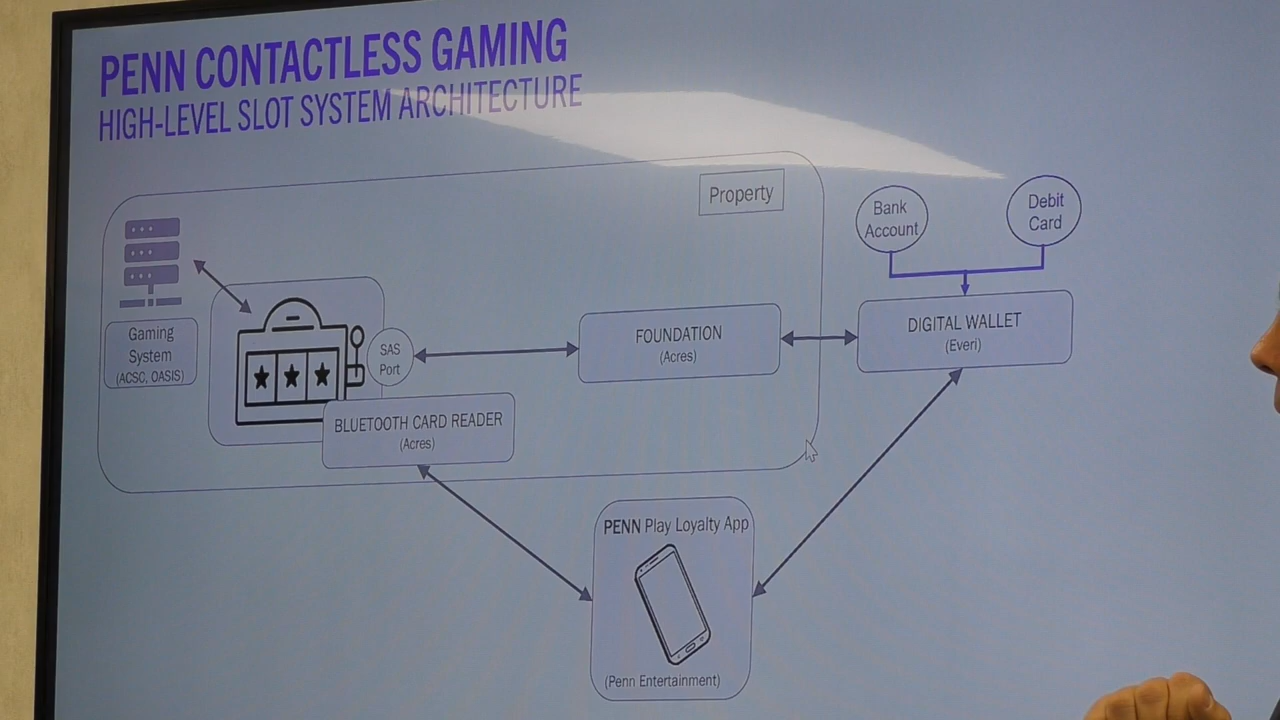 PENN CONTACTLESS GAMING
HIGH-LEVEL SLOT SYSTEM ARCHITECTURE
Property
Bank
Account
Debit
Card
Gaming
System
(ACSC, OASIS)
SAS
Port
FOUNDATION
(Acres)
DIGITAL WALLET
(Everi)
BLUETOOTH CARD READER
(Acres)
PENN Play Loyalty App
(Penn Entertainment)